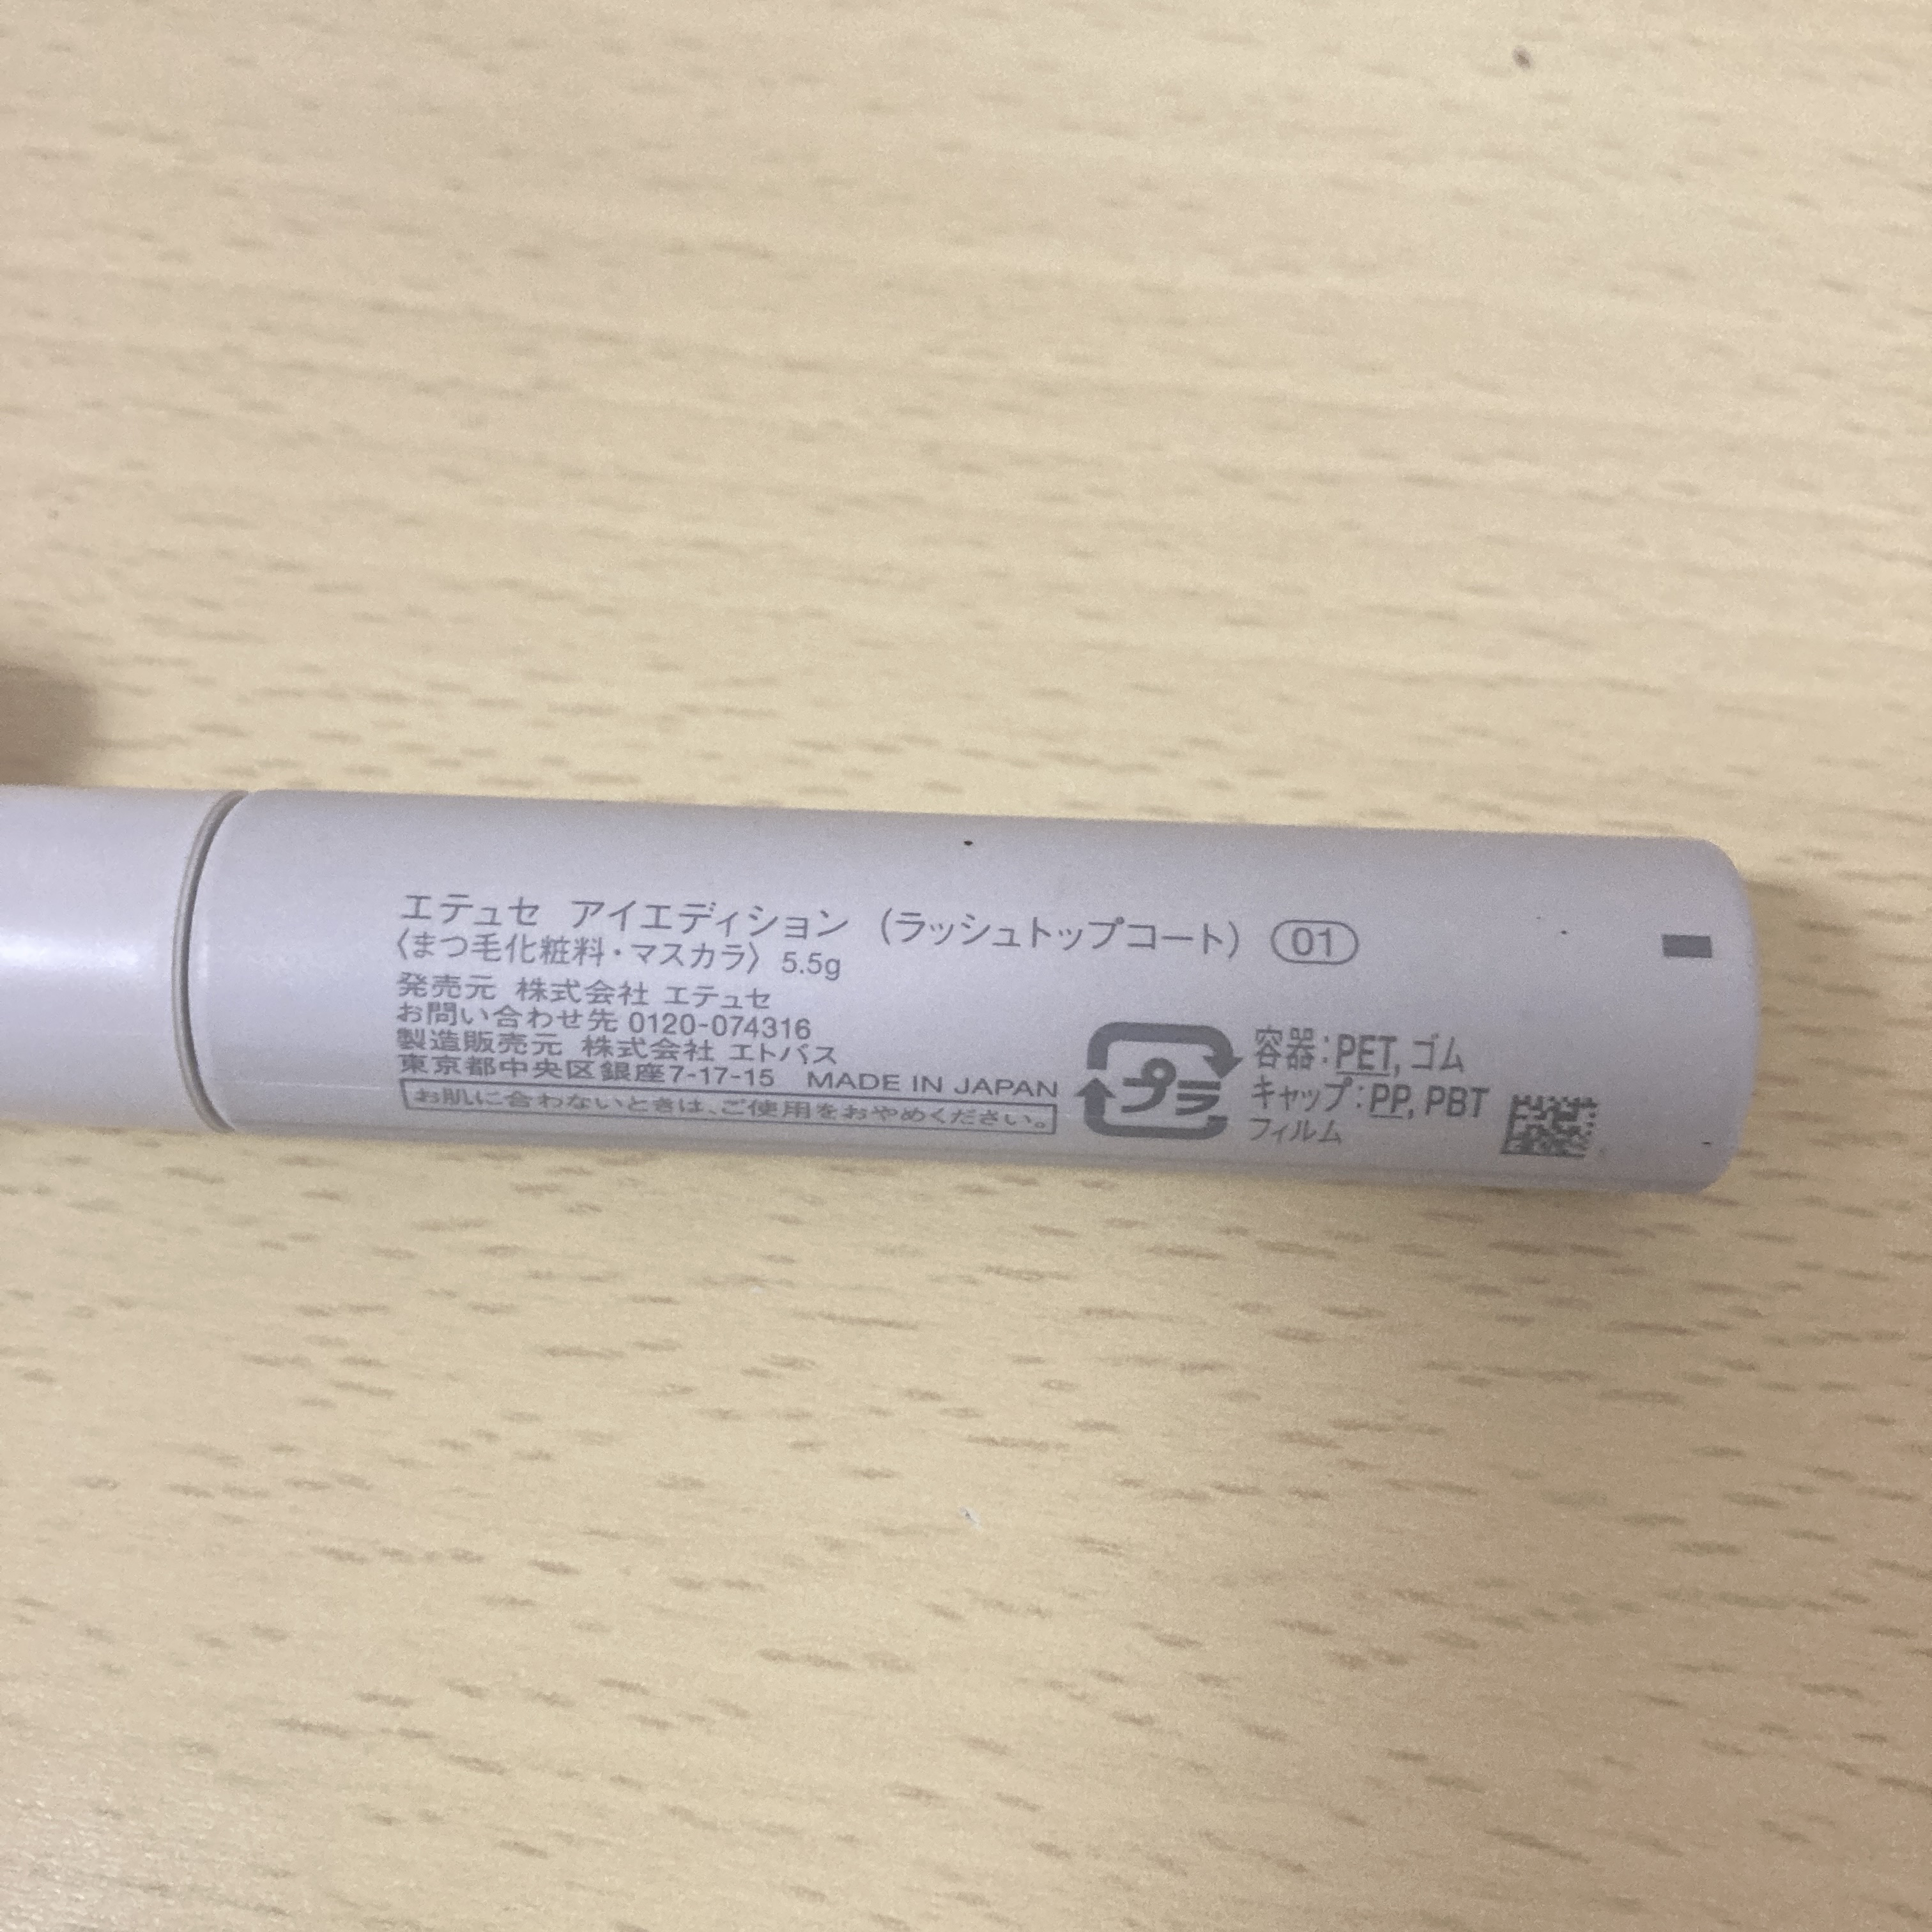 エテュセ アイエディション (ラッシュトップコート) 01
〈まつ毛化粧料・マスカラ〉 5.5g
発売元 株式会社 エテュセ
お問い合わせ先 0120-074316
製造販売元 株式会社 エトバス
東京都中央区銀座7-17-15 MADE IN JAPAN
お肌に合わないときは、ご使用をおやめください。
プラ
容器:PET, ゴム
キャップ:PP, PBT
フィルム